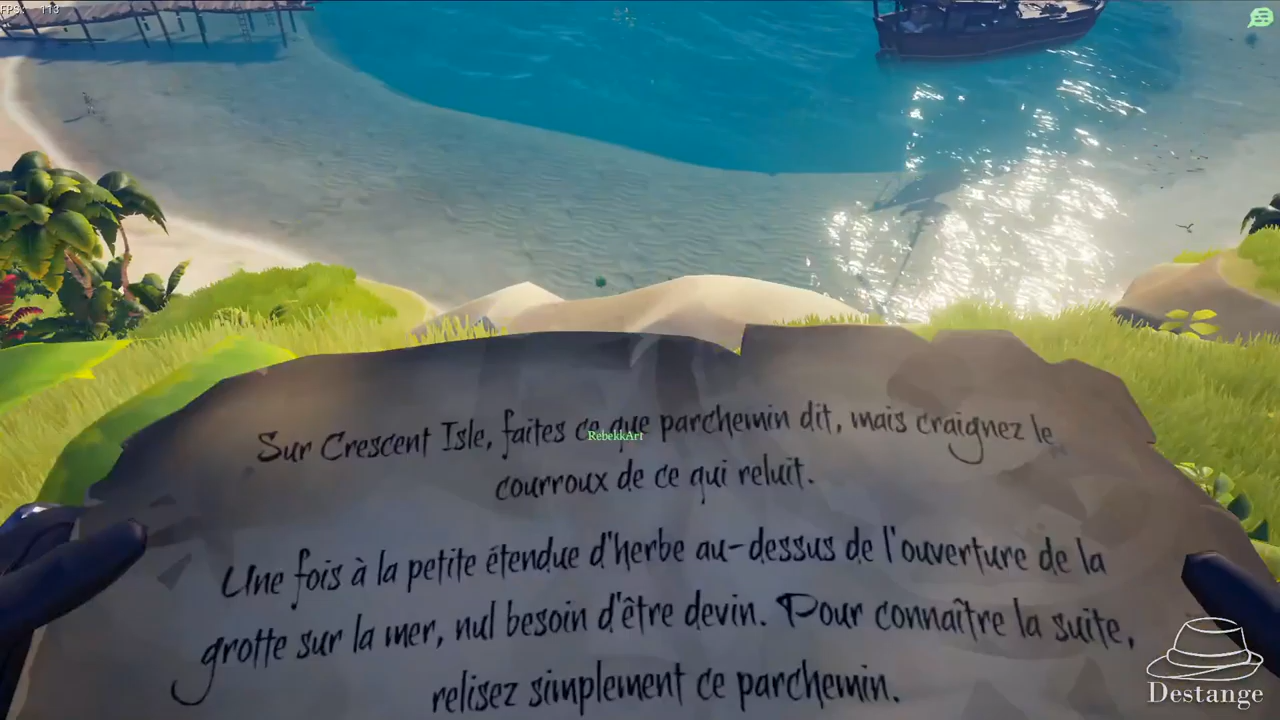 FPS: 113
Sur Crescent Isle, faites ce que parchemin dit, mais craignez le
RebekkArt
courroux de ce qui reluit.
Une fois à la petite étendue d'herbe au-dessus de l'ouverture de la
grotte sur la mer, nul besoin d'être devin. Pour connaître la suite,
relisez simplement ce parchemin.
Destange